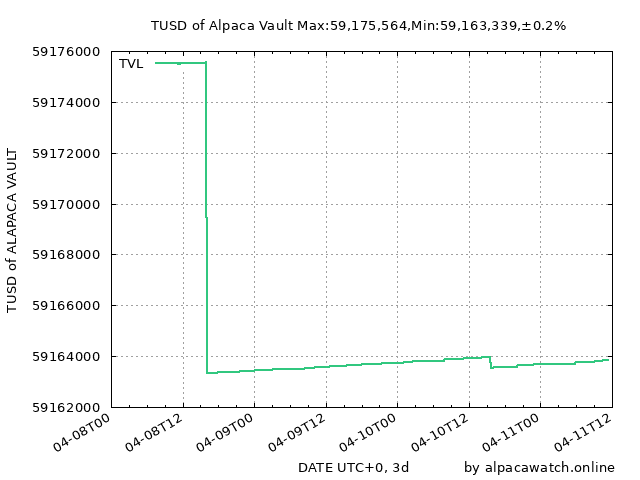 TUSD of Alpaca Vault Max:59,175,564,Min:59,163,339,±0.2%
TVL
59176000
59174000
59172000
59170000
59168000
59166000
59164000
59162000
TUSD of ALAPACA VAULT
04-08T00
04-08T12
04-09T00
04-09T12
04-10T00
04-10T12
04-11T00
04-11T12
DATE UTC+0, 3d
by alpacawatch.online